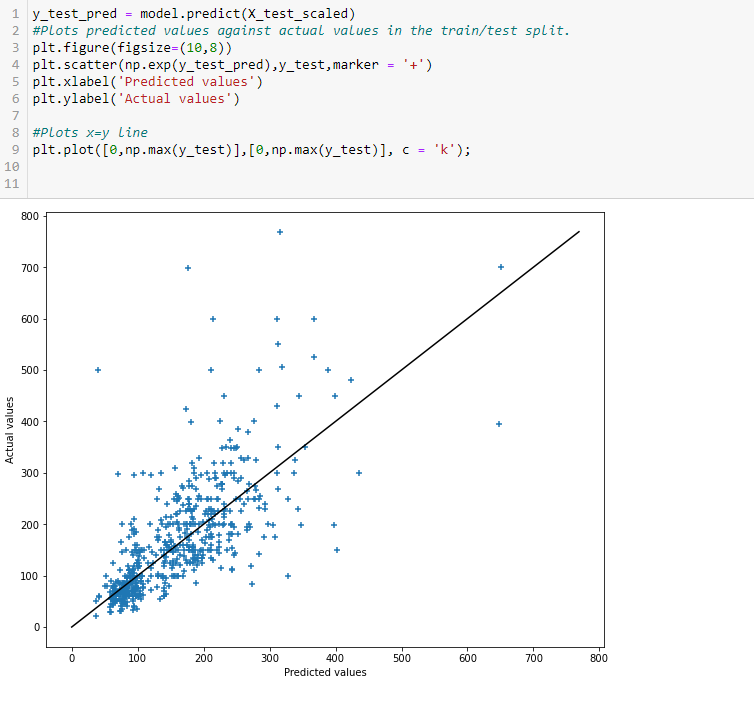 1 y_test_pred = model.predict(X_test_scaled)
2 #Plots predicted values against actual values in the train/test split.
3 plt.figure(figsize=(10,8))
4 plt.scatter(np.exp(y_test_pred),y_test,marker = '+')
5 plt.xlabel('Predicted values')
6 plt.ylabel('Actual values')
7
8 #Plots x=y line
9 plt.plot([0,np.max(y_test)],[0,np.max(y_test)], c = 'k');
10
11
800
700
600
500
400
300
200
100
0
Actual values
0 100 200 300 400 500 600 700 800
Predicted values